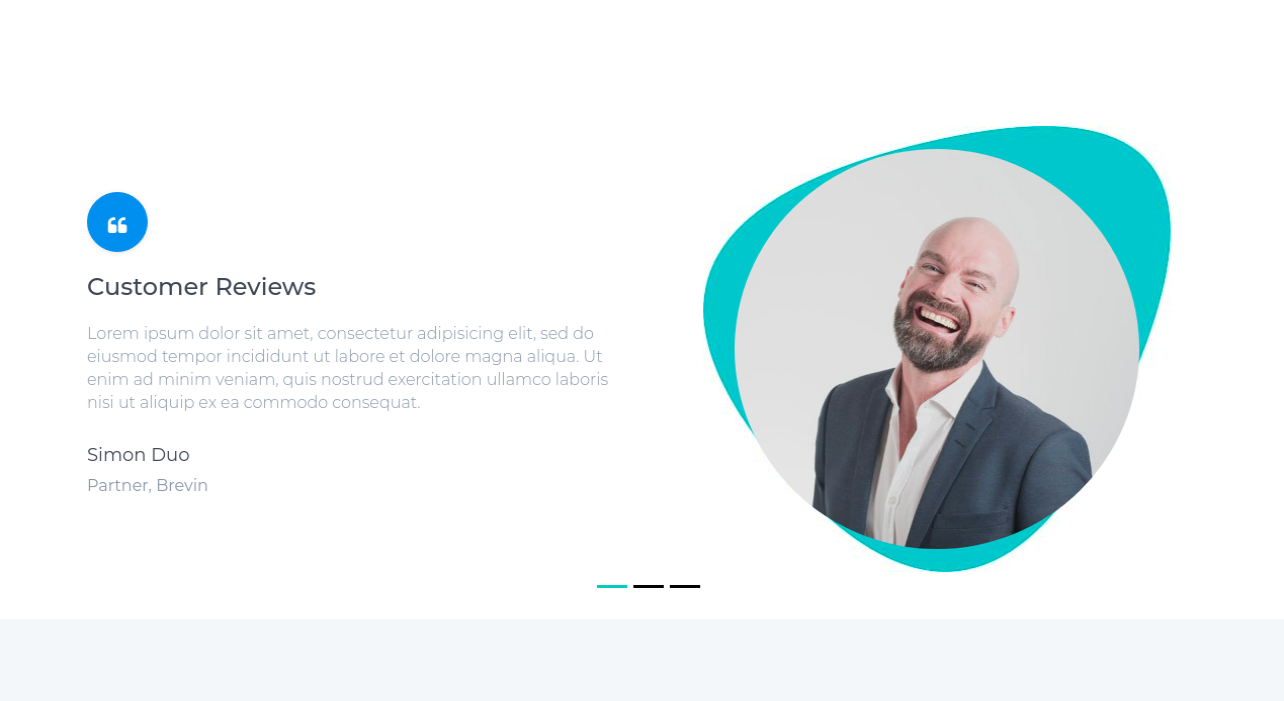 Customer Reviews
Lorem ipsum dolor sit amet, consectetur adipisicing elit, sed do
eiusmod tempor incididunt ut labore et dolore magna aliqua. Ut
enim ad minim veniam, quis nostrud exercitation ullamco laboris
nisi ut aliquip ex ea commodo consequat.
Simon Duo
Partner, Brevin